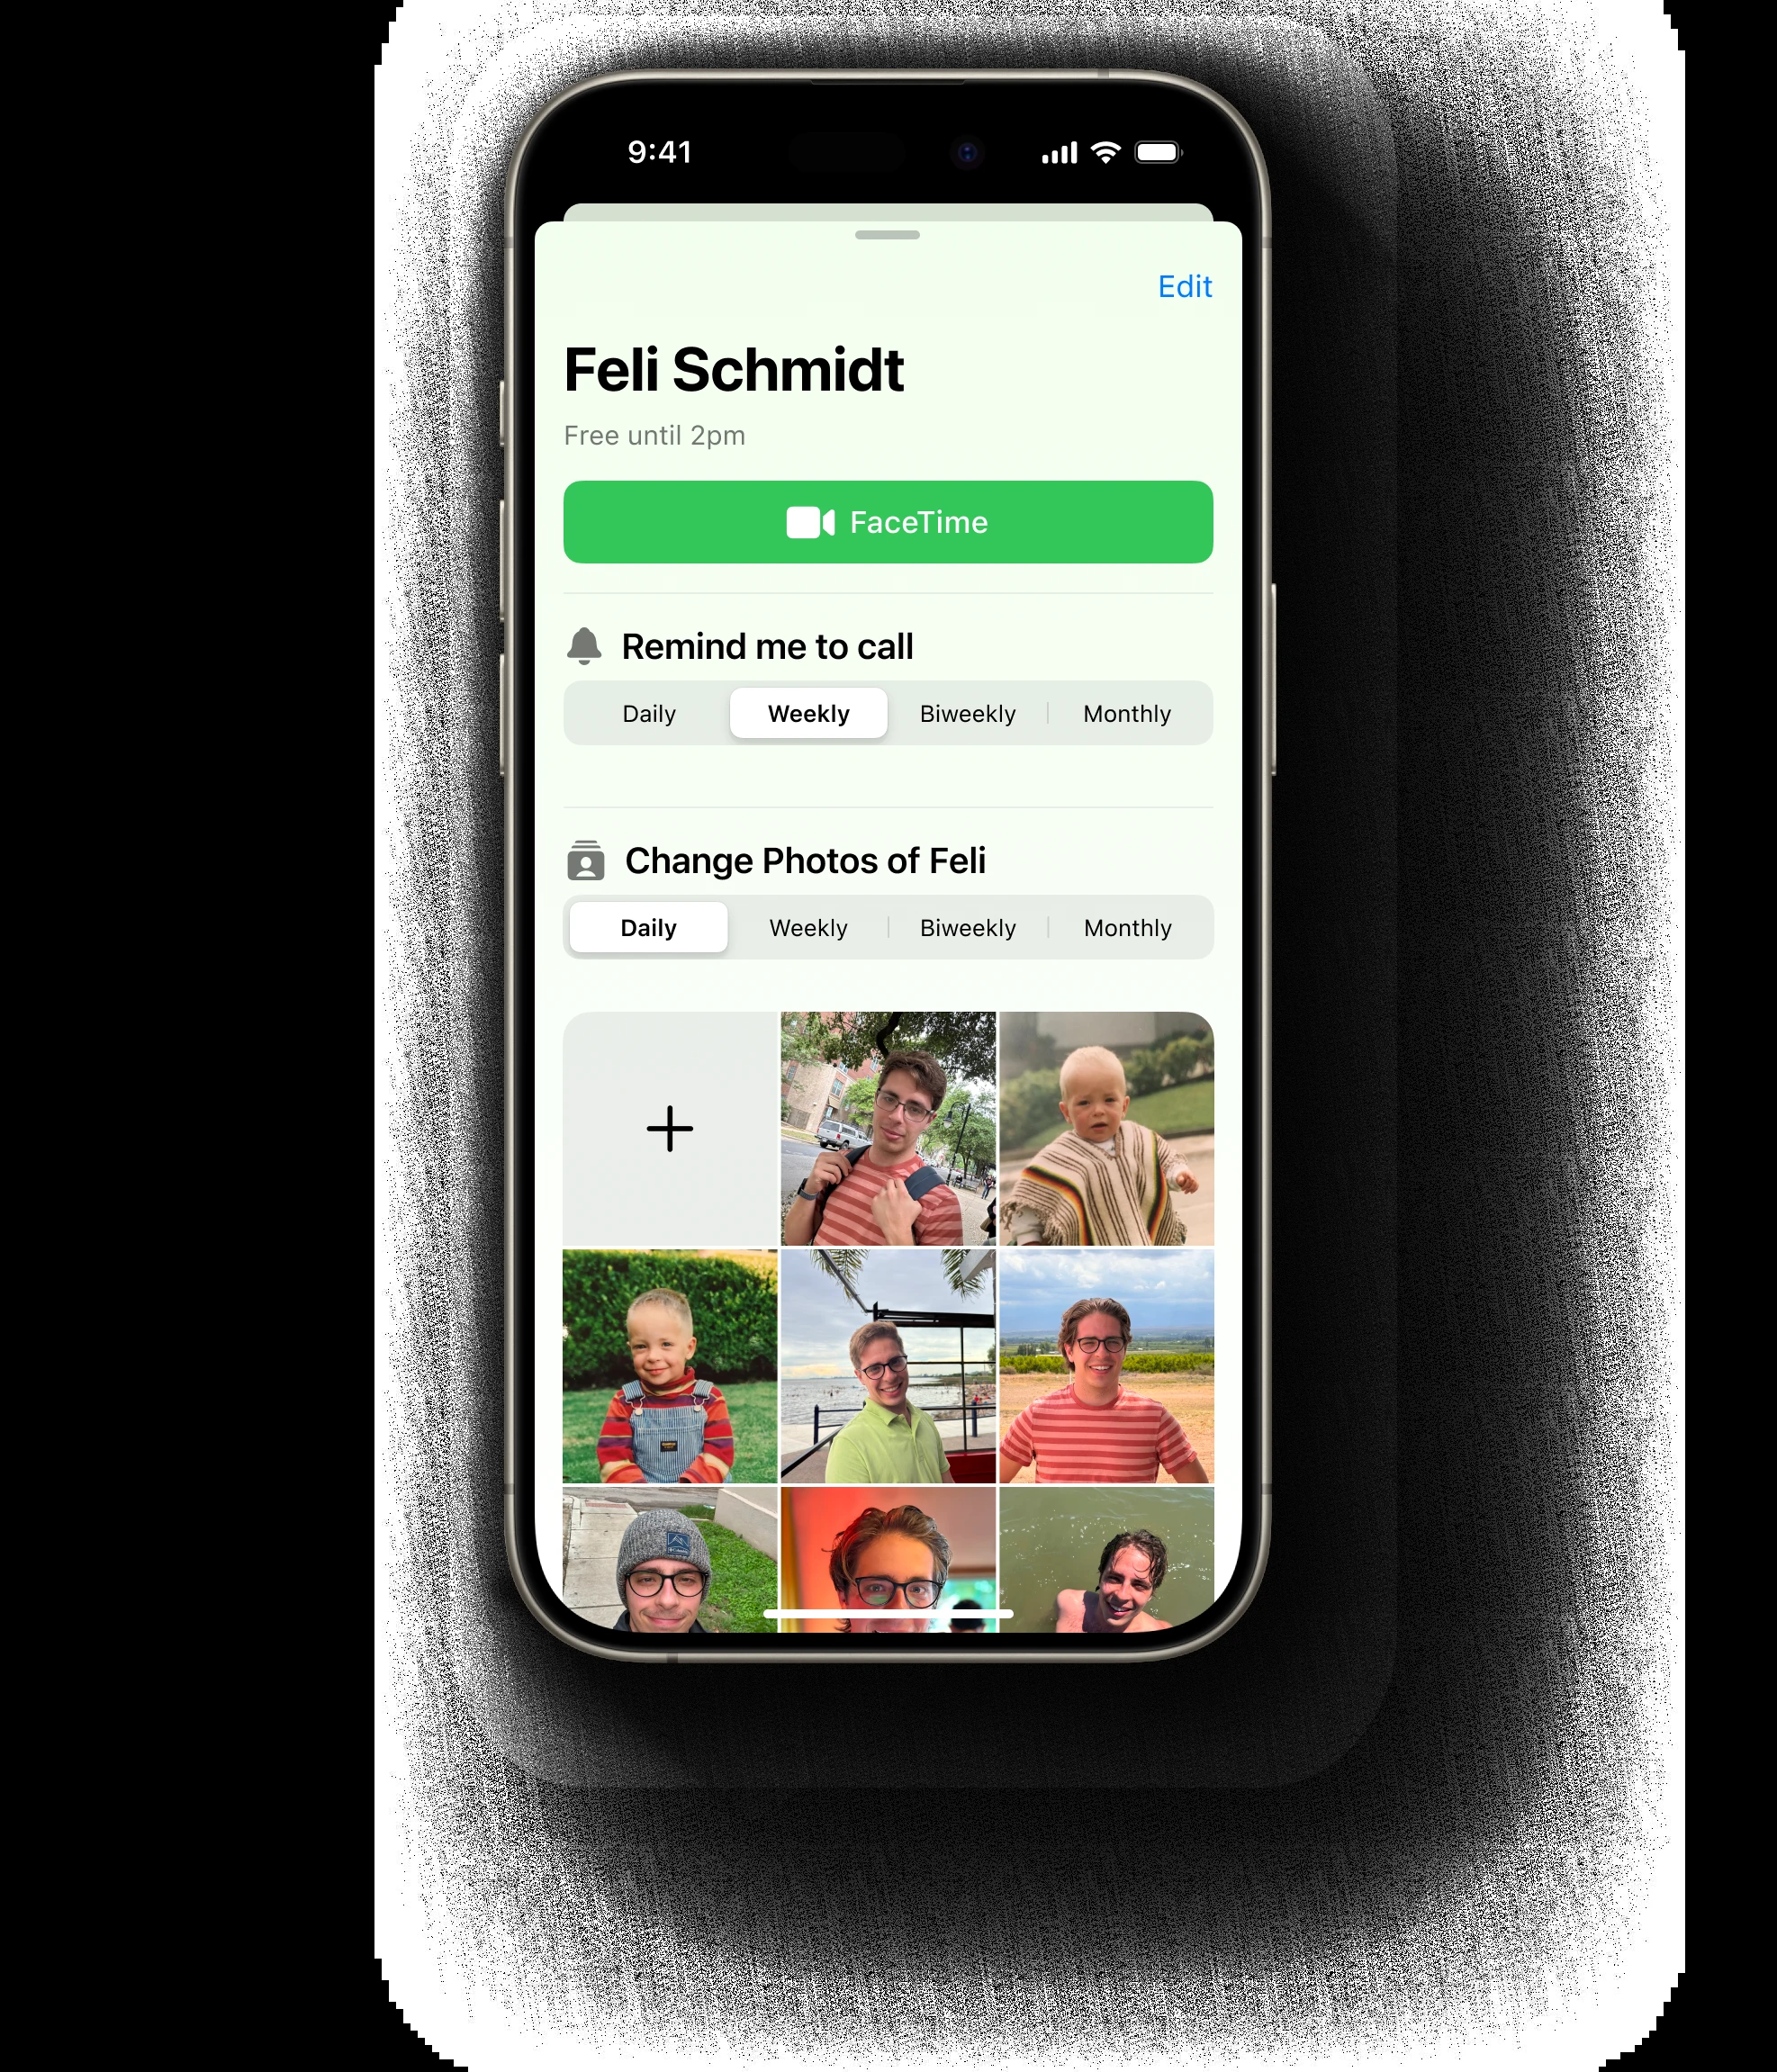 9:41
Edit
Feli Schmidt
Free until 2pm
FaceTime
Remind me to call
Daily Weekly Biweekly Monthly
Change Photos of Feli
Daily Weekly Biweekly Monthly